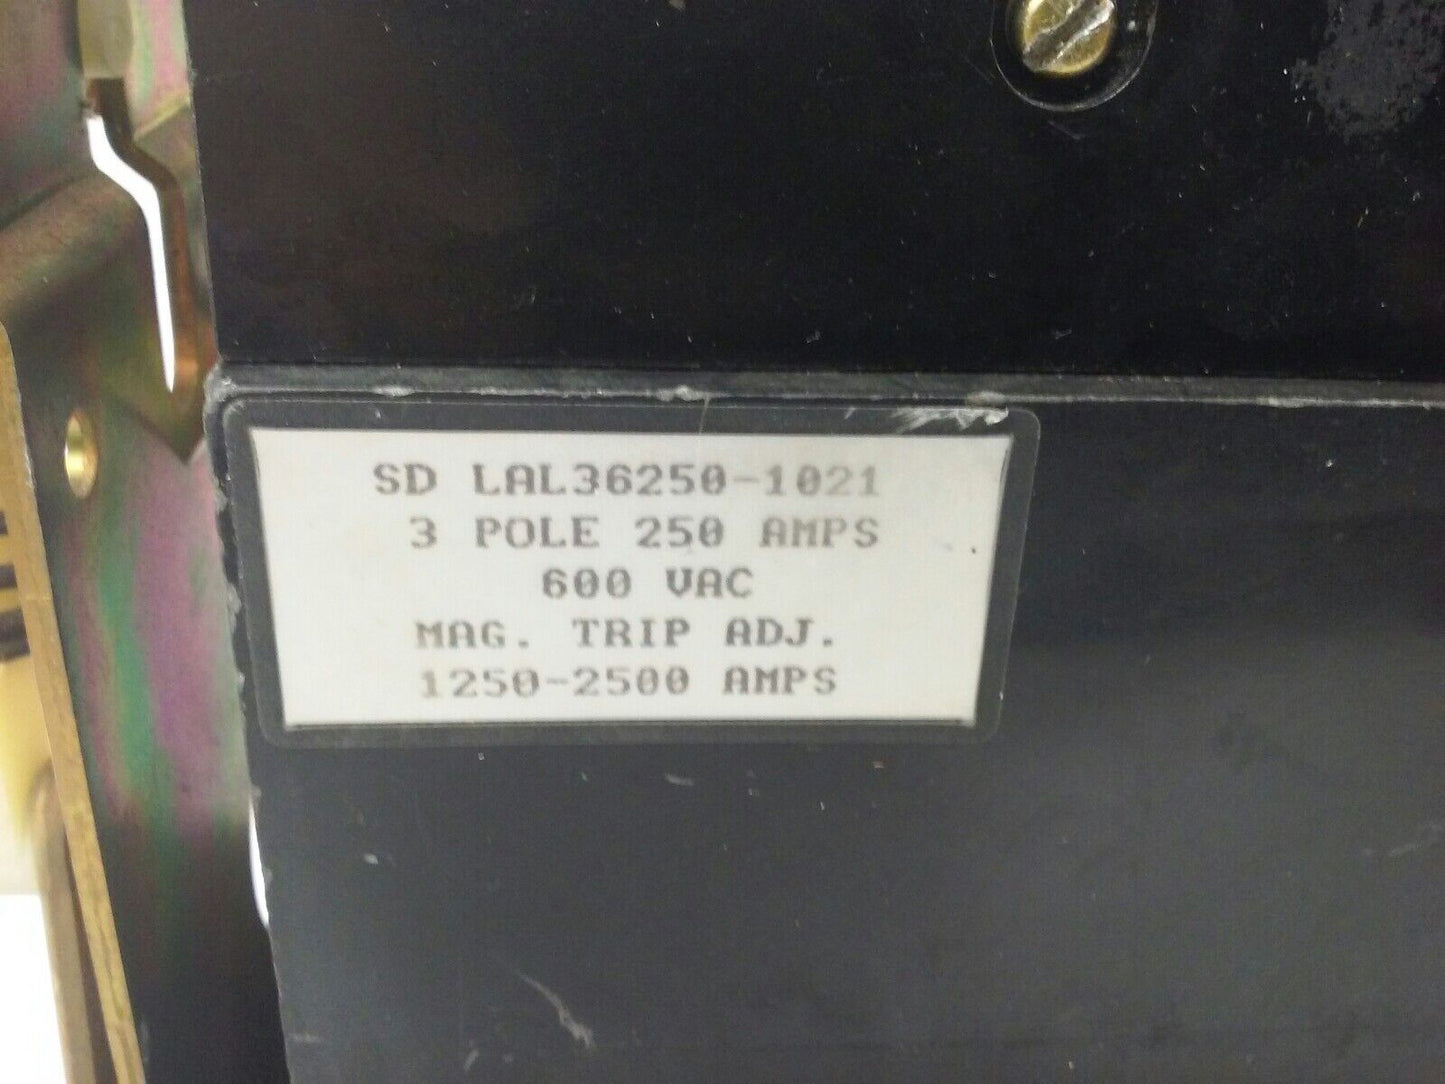 SD LAL36250-1021
3 POLE 250 AMPS
600 VAC
MAG. TRIP ADJ.
1250-2500 AMPS